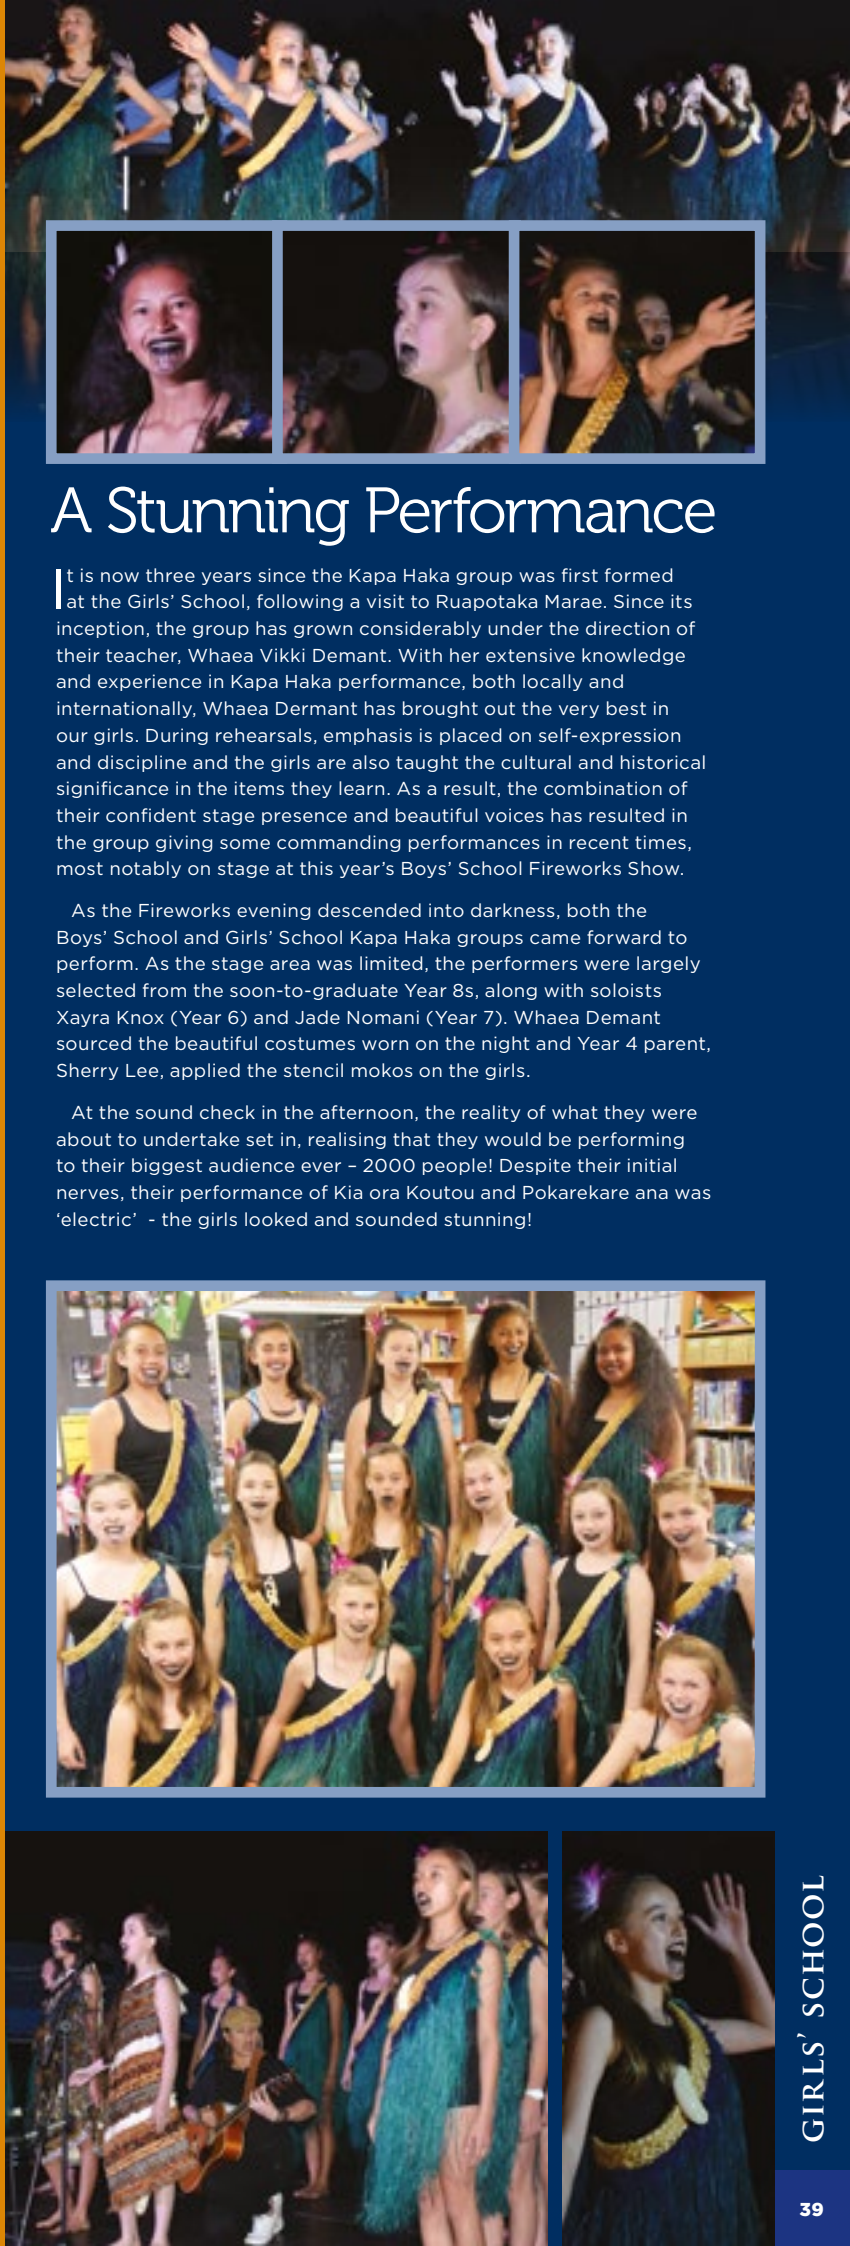 A Stunning Performance
It is now three years since the Kapa Haka group was first formed
at the Girls’ School, following a visit to Ruapotaka Marae. Since its
inception, the group has grown considerably under the direction of
their teacher, Whaea Vikki Demant. With her extensive knowledge
and experience in Kapa Haka performance, both locally and
internationally, Whaea Dermant has brought out the very best in
our girls. During rehearsals, emphasis is placed on self-expression
and discipline and the girls are also taught the cultural and historical
significance in the items they learn. As a result, the combination of
their confident stage presence and beautiful voices has resulted in
the group giving some commanding performances in recent times,
most notably on stage at this year’s Boys’ School Fireworks Show.
As the Fireworks evening descended into darkness, both the
Boys’ School and Girls’ School Kapa Haka groups came forward to
perform. As the stage area was limited, the performers were largely
selected from the soon-to-graduate Year 8s, along with soloists
Xayra Knox (Year 6) and Jade Nomani (Year 7). Whaea Demant
sourced the beautiful costumes worn on the night and Year 4 parent,
Sherry Lee, applied the stencil mokos on the girls.
At the sound check in the afternoon, the reality of what they were
about to undertake set in, realising that they would be performing
to their biggest audience ever – 2000 people! Despite their initial
nerves, their performance of Kia ora Koutou and Pokarekare ana was
‘electric’  - the girls looked and sounded stunning!
GIRLS’ SCHOOL
39